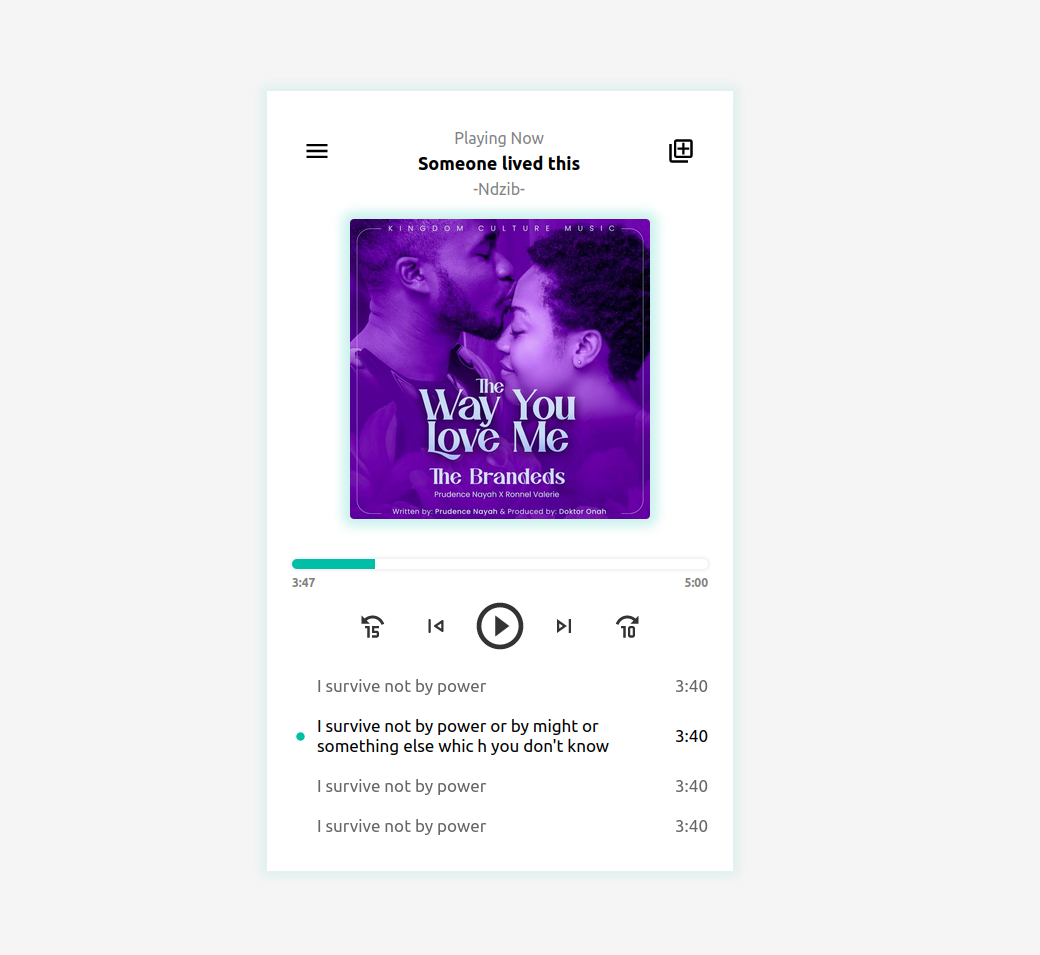 Playing Now
Someone lived this
-Ndzib-
KINGDOM CULTURE MUSIC
The
Way You
Love Me
The Brandeds
Prudence Nayah X Ronnel Valerie
Written by: Prudence Nayah & Produced by: Doktor Onah
3:47 5:00
15 10
I survive not by power 3:40
I survive not by power or by might or
something else whic h you don't know 3:40
I survive not by power 3:40
I survive not by power 3:40